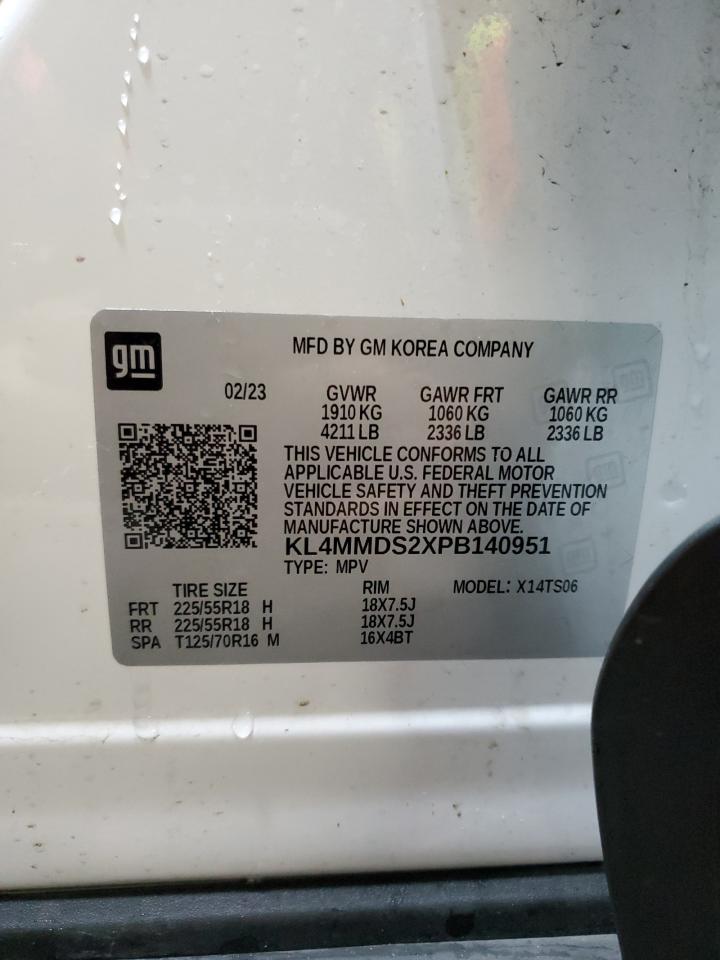 gm
MFD BY GM KOREA COMPANY
02/23 GVWR GAWR FRT GAWR RR
1910 KG 1060 KG 1060 KG
4211 LB 2336 LB 2336 LB
THIS VEHICLE CONFORMS TO ALL
APPLICABLE U.S. FEDERAL MOTOR
VEHICLE SAFETY AND THEFT PREVENTION
STANDARDS IN EFFECT ON THE DATE OF
MANUFACTURE SHOWN ABOVE.
KL4MMDS2XPB140951
TYPE: MPV
TIRE SIZE RIM MODEL: X14TS06
FRT 225/55R18 H 18X7.5J
RR 225/55R18 H 18X7.5J
SPA T125/70R16 M 16X4BT